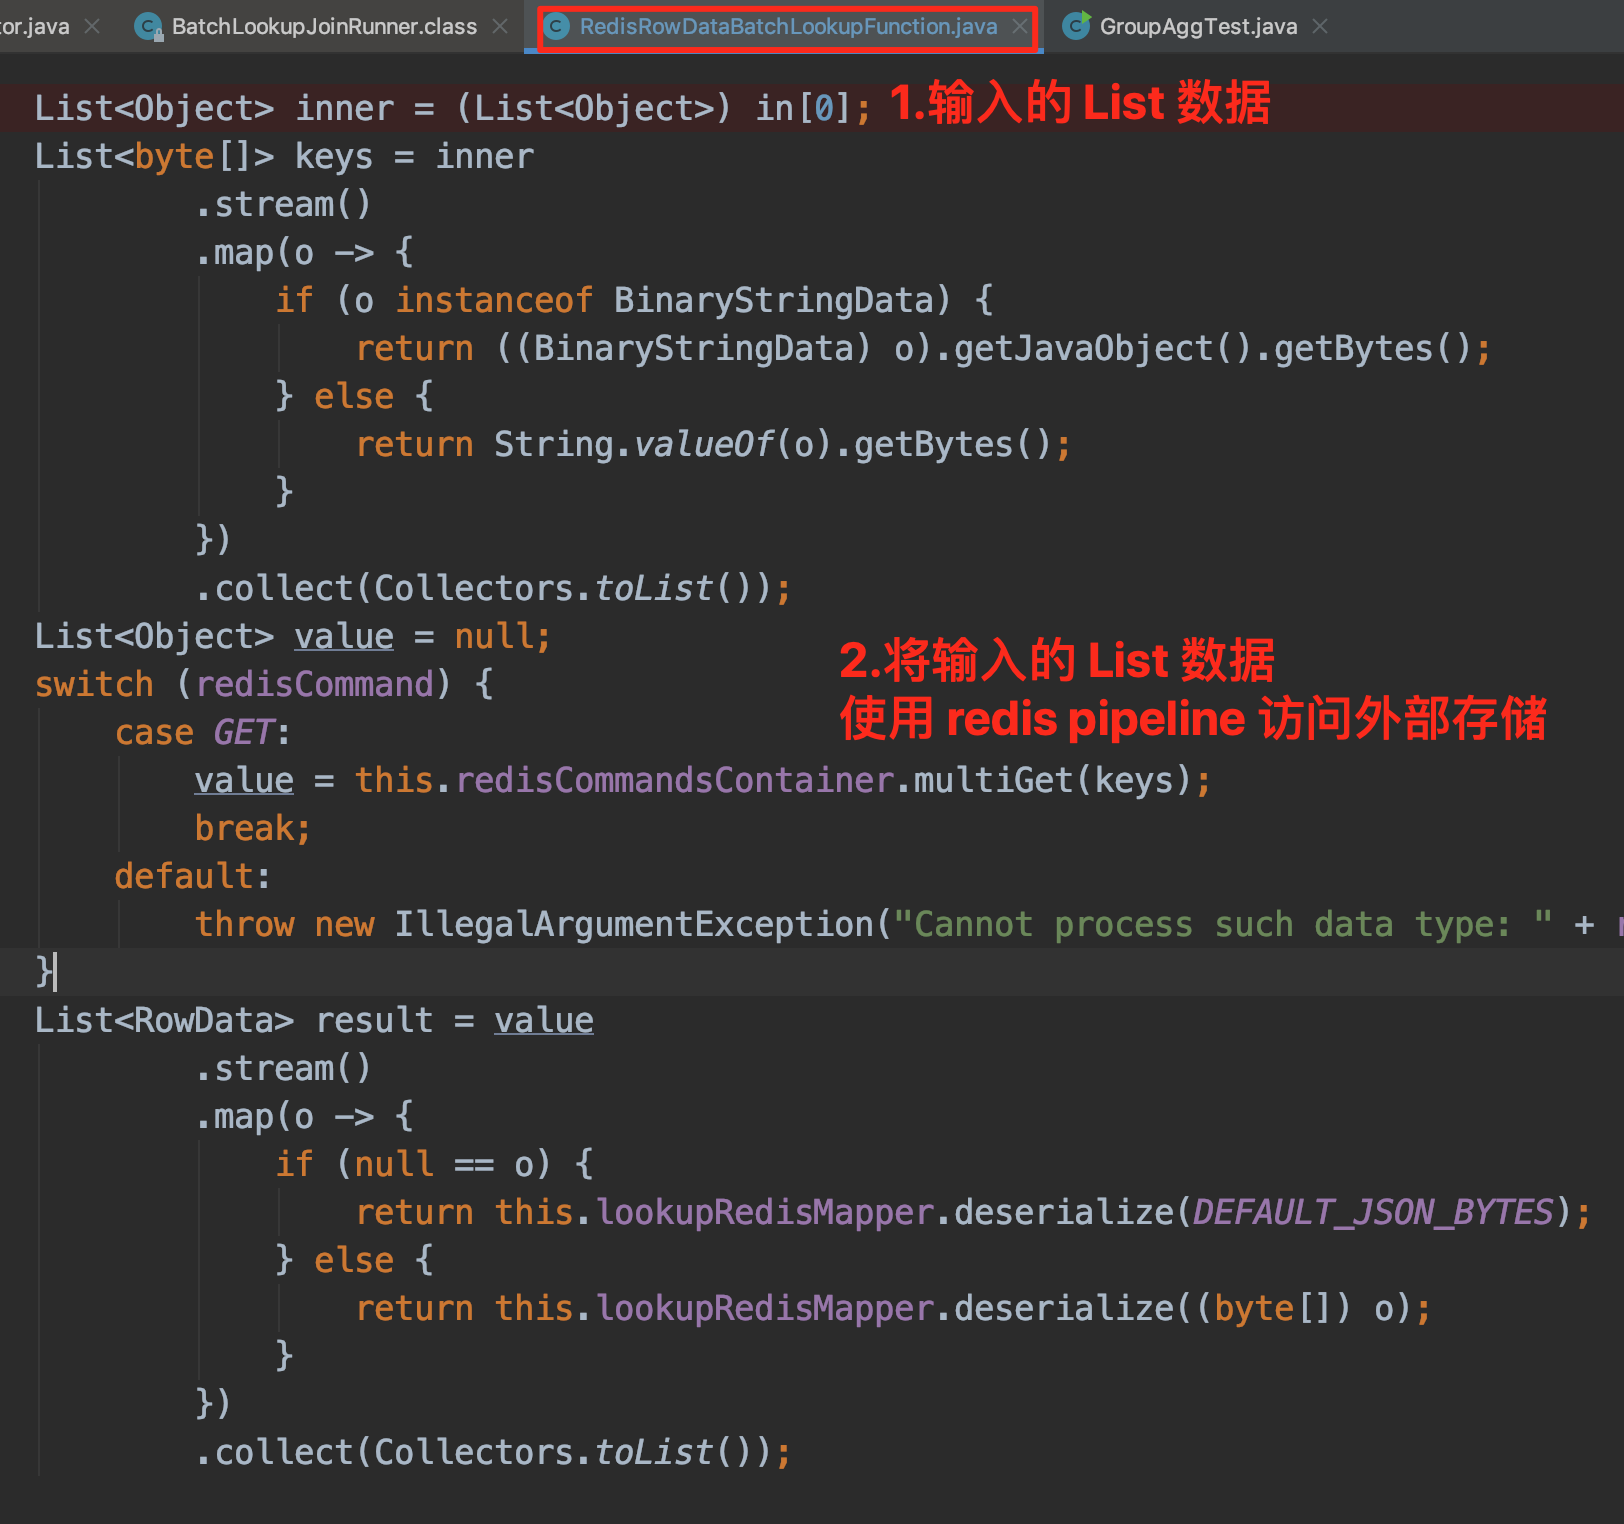 tor.java BatchLookupJoinRunner.class RedisRowDataBatchLookupFunction.java GroupAggTest.java
List<Object> inner = (List<Object>) in[0]; 1.输入的 List 数据
List<byte[]> keys = inner
.stream()
.map(o -> {
if (o instanceof BinaryStringData) {
return ((BinaryStringData) o).getJavaObject().getBytes();
} else {
return String.valueOf(o).getBytes();
}
})
.collect(Collectors.toList());
List<Object> value = null;
2.将输入的 List 数据
switch (redisCommand) {
使用 redis pipeline 访问外部存储
case GET:
value = this.redisCommandsContainer.multiGet(keys);
break;
default:
throw new IllegalArgumentException("Cannot process such data type: " +
}
List<RowData> result = value
.stream()
.map(o -> {
if (null == o) {
return this.lookupRedisMapper.deserialize(DEFAULT_JSON_BYTES);
} else {
return this.lookupRedisMapper.deserialize((byte[]) o);
}
})
.collect(Collectors.toList());